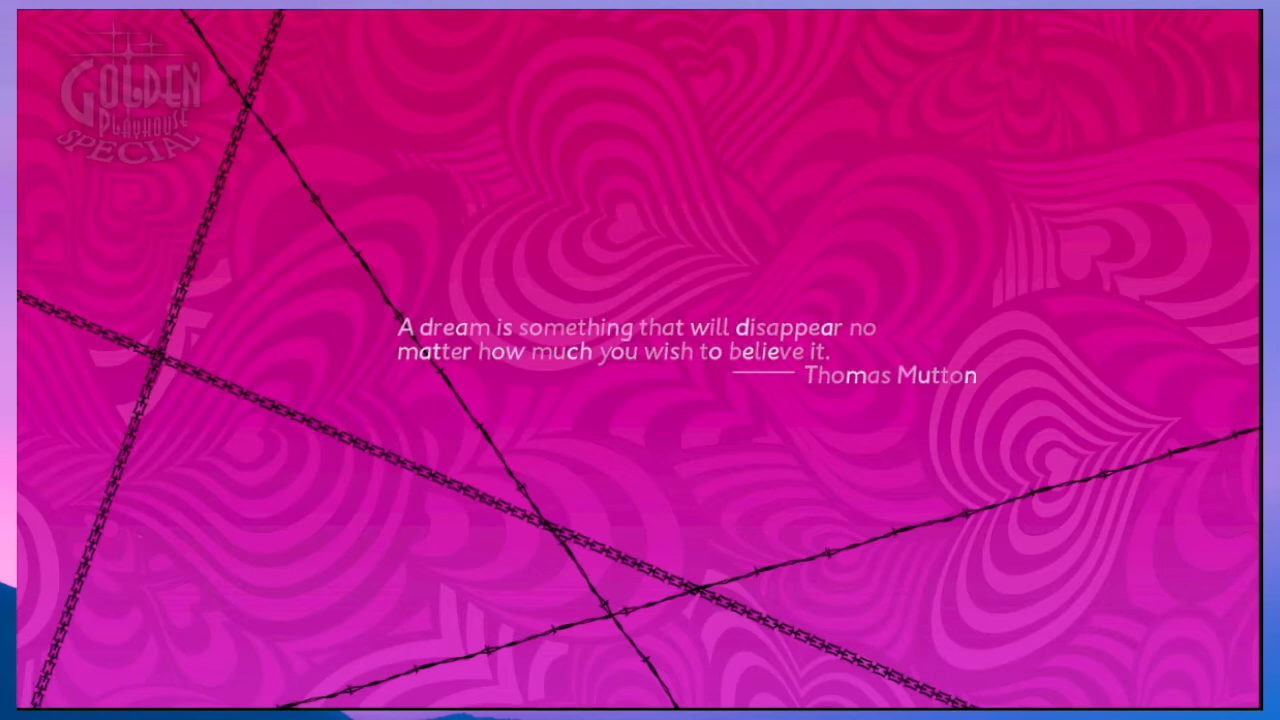 GOLDEN
PLAYHOUSE
SPECIAL
A dream is something that will disappear no
matter how much you wish to believe it.
Thomas Mutton